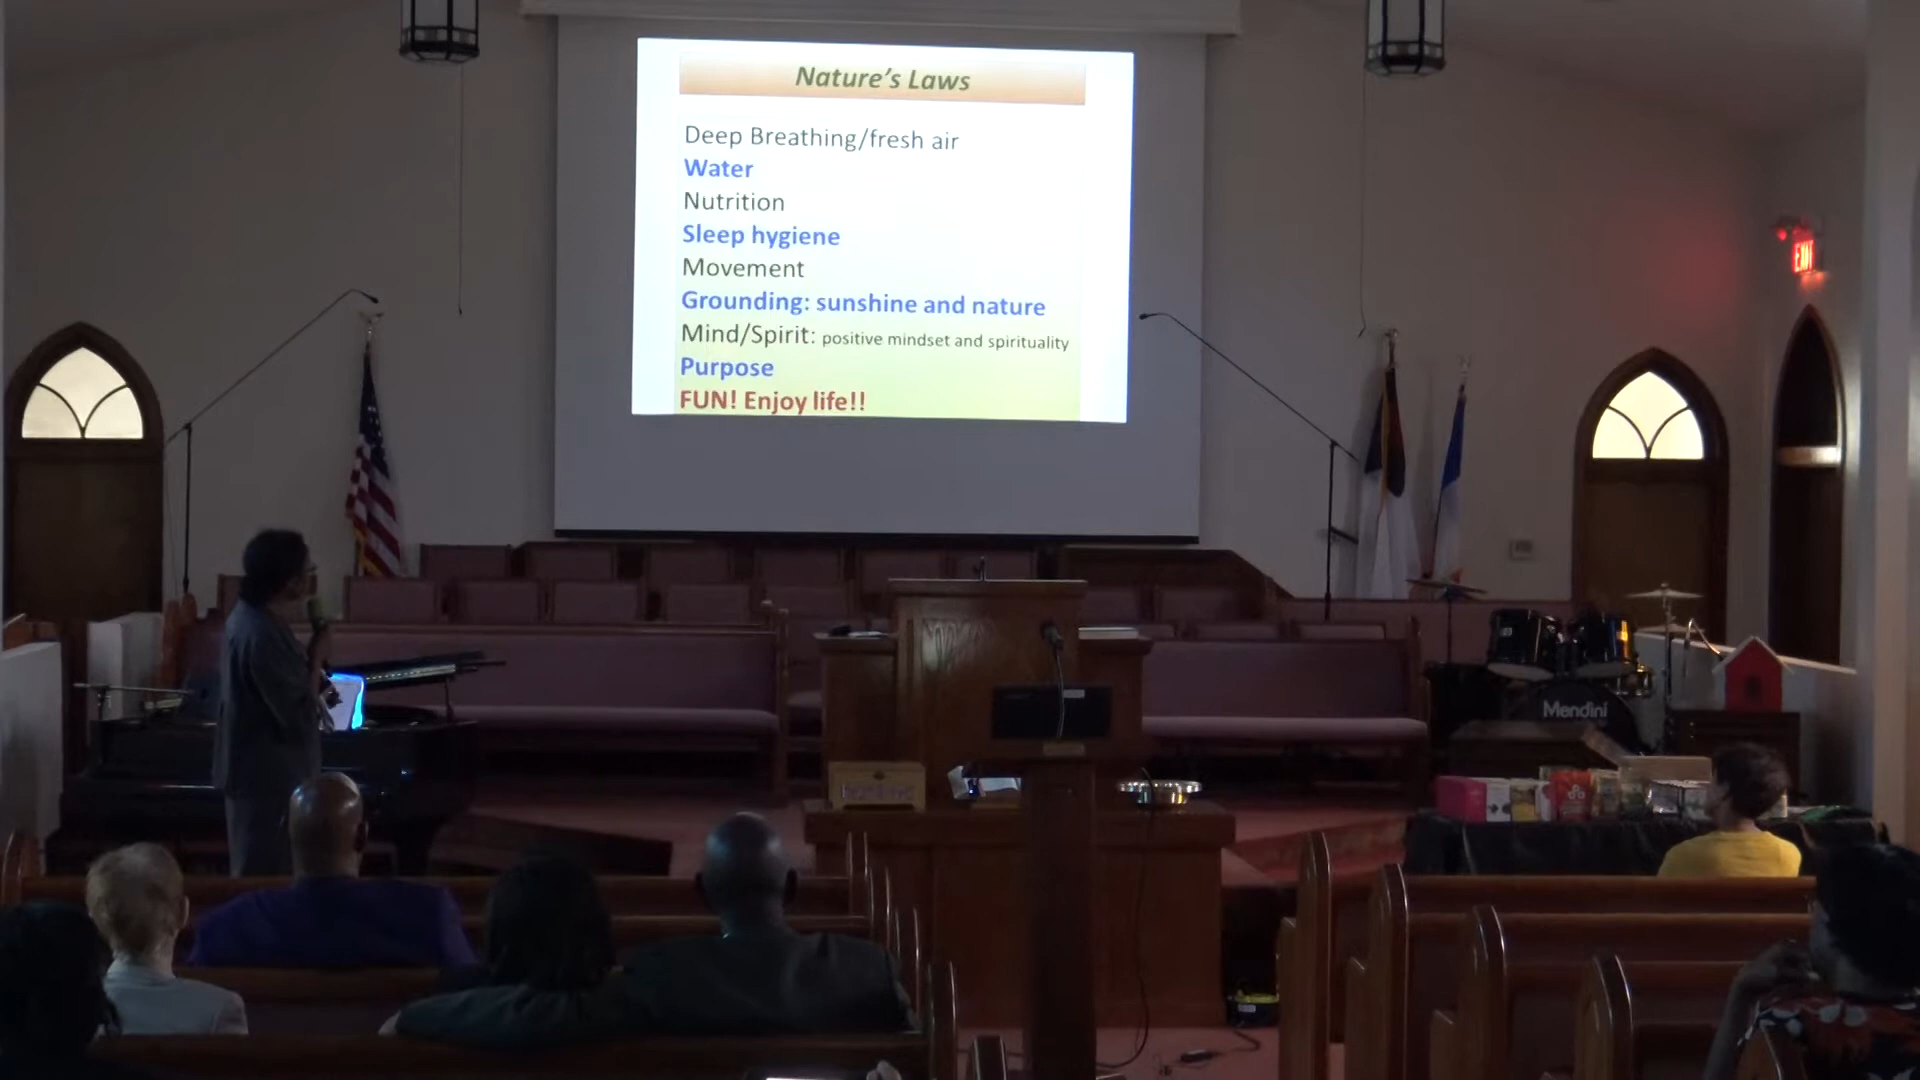 Nature's Laws
Deep Breathing/fresh air
Water
Nutrition
Sleep hygiene
Movement
Grounding: sunshine and nature
Mind/Spirit: positive mindset and spirituality
Purpose
FUN! Enjoy life!!
EXIT
Mendini